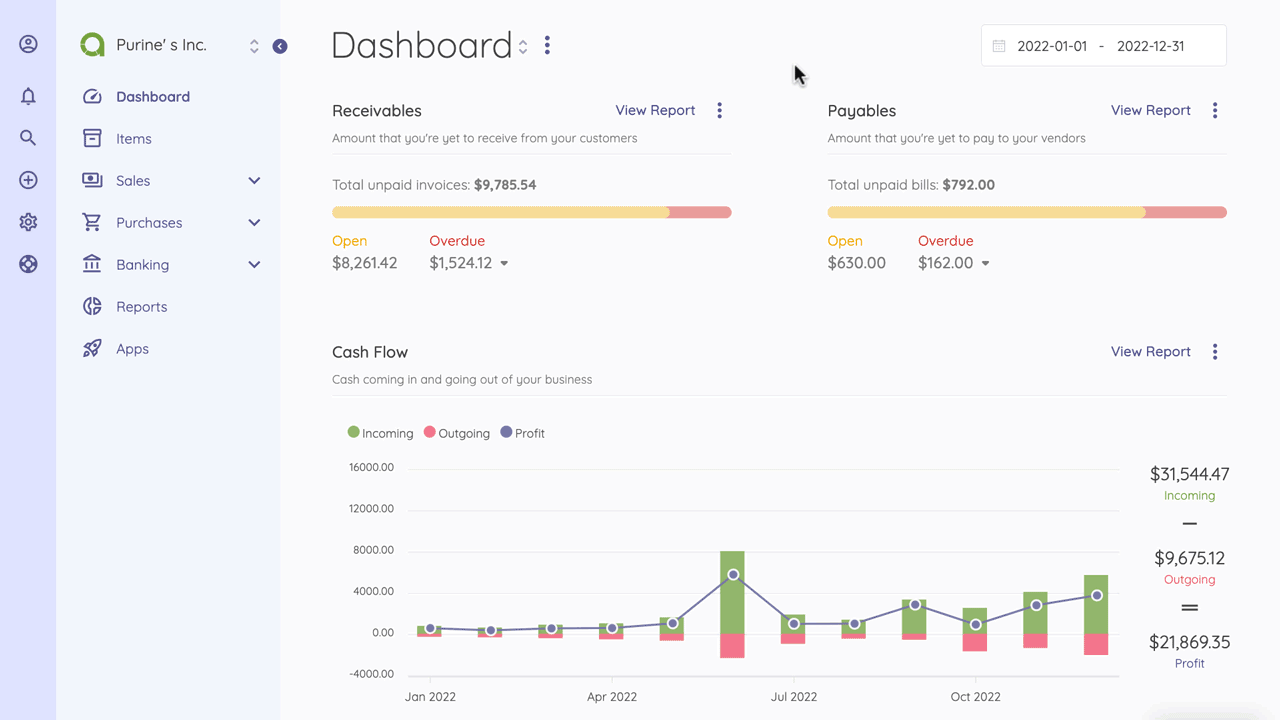 Purine' s Inc.
Dashboard
Items
Sales
Purchases
Banking
Reports
Apps
Dashboard
2022-01-01 - 2022-12-31
Receivables View Report
Amount that you're yet to receive from your customers
Total unpaid invoices: $9,785.54
Open Overdue
$8,261.42 $1,524.12
Payables View Report
Amount that you're yet to pay to your vendors
Total unpaid bills: $792.00
Open Overdue
$630.00 $162.00
Cash Flow View Report
Cash coming in and going out of your business
Incoming Outgoing Profit
16000.00
12000.00
8000.00
4000.00
0.00
-4000.00
Jan 2022 Apr 2022 Jul 2022 Oct 2022
$31,544.47
Incoming
$9,675.12
Outgoing
$21,869.35
Profit